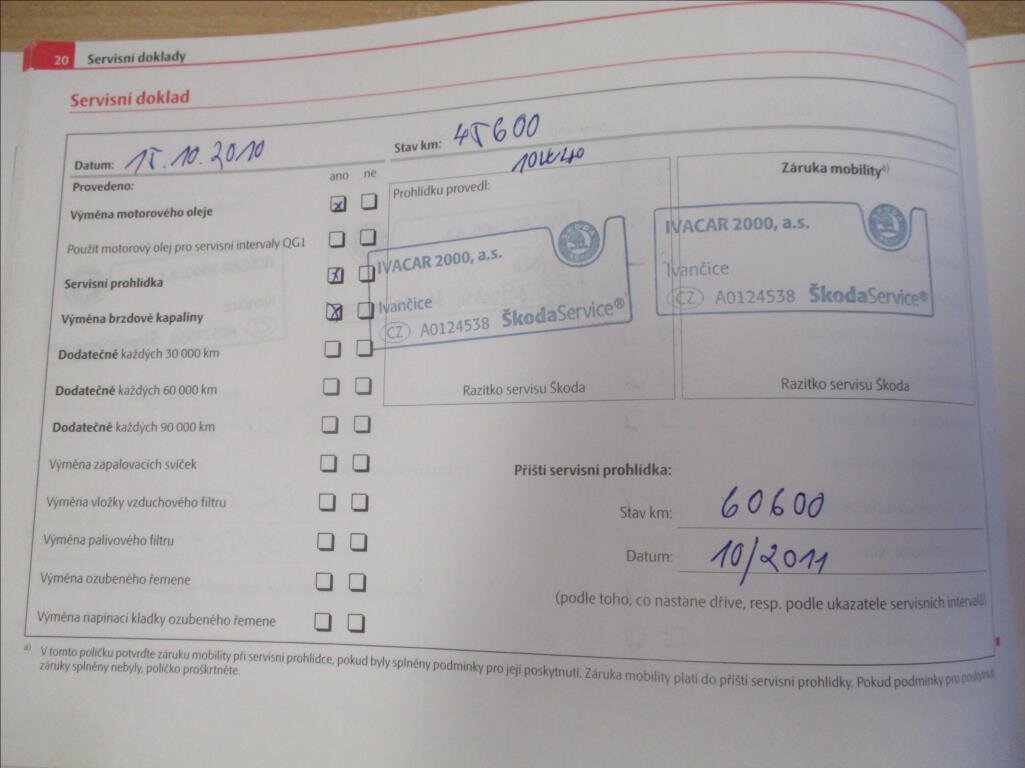 20 Servisní doklady
Servisní doklad
Datum: 15.10.2010
Stav km: 45600
10W40
Provedeno:
ano ne
Výměna motorového oleje
Použít motorový olej pro servisní intervaly QG1
Servisní prohlídka
Výměna brzdové kapaliny
Dodatečně každých 30 000 km
Dodatečně každých 60 000 km
Dodatečně každých 90 000 km
Výměna zapalovacích svíček
Výměna vložky vzduchového filtru
Výměna palivového filtru
Výměna ozubeného řemene
Výměna napínací kladky ozubeného řemene
Prohlídku provedl:
IVACAR 2000, a.s.
Ivančice
CZ A0124538 ŠkodaService®
Razítko servisu Škoda
Záruka mobility a)
IVACAR 2000, a.s.
Ivančice
CZ A0124538 ŠkodaService®
Razítko servisu Škoda
Příští servisní prohlídka:
Stav km: 60600
Datum: 10/2011
(podle toho, co nastane dříve, resp. podle ukazatele servisních intervalů)
a) V tomto políčku potvrďte záruku mobility při servisní prohlídce, pokud byly splněny podmínky pro její poskytnutí. Záruka mobility platí do příští servisní prohlídky. Pokud podmínky pro poskytnutí
záruky splněny nebyly, políčko proškrtněte.